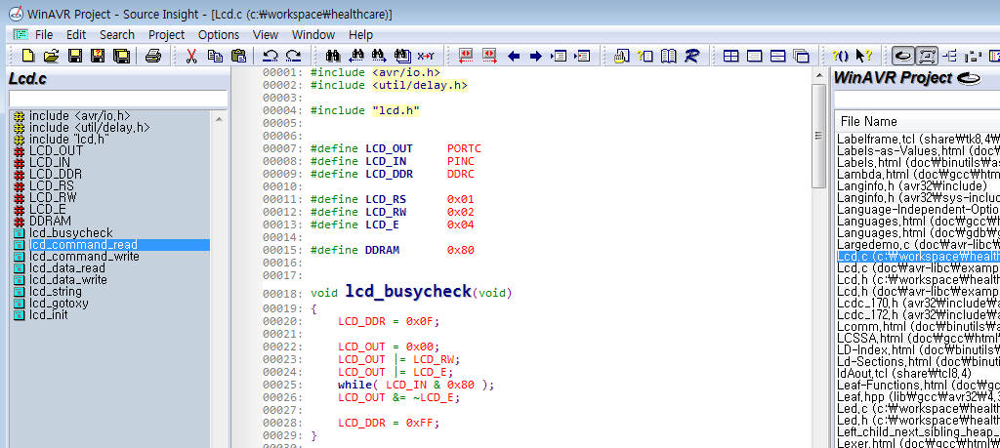 WinAVR Project - Source Insight - [Lcd.c (c:₩workspace₩healthcare)]
File Edit Search Project Options View Window Help
Lcd.c
include <avr/io.h>
include <util/delay.h>
include "lcd.h"
LCD_OUT
LCD_IN
LCD_DDR
LCD_RS
LCD_RW
LCD_E
DDRAM
lcd_busycheck
lcd_command_read
lcd_command_write
lcd_data_read
lcd_data_write
lcd_string
lcd_gotoxy
lcd_init
00001: #include <avr/io.h>
00002: #include <util/delay.h>
00003:
00004: #include "lcd.h"
00005:
00006:
00007: #define LCD_OUT PORTC
00008: #define LCD_IN PINC
00009: #define LCD_DDR DDRC
00010:
00011: #define LCD_RS 0x01
00012: #define LCD_RW 0x02
00013: #define LCD_E 0x04
00014:
00015: #define DDRAM 0x80
00016:
00017:
00018: void lcd_busycheck(void)
00019: {
00020: LCD_DDR = 0x0F;
00021:
00022: LCD_OUT = 0x00;
00023: LCD_OUT |= LCD_RW;
00024: LCD_OUT |= LCD_E;
00025: while( LCD_IN & 0x80 );
00026: LCD_OUT &= ~LCD_E;
00027:
00028: LCD_DDR = 0xFF;
00029: }
WinAVR Project
File Name
Labelframe,tcl (share₩tk8,4₩
Labels-as-Values,html (doc₩
Labels,html (doc₩binutils₩as
Lambda,html (doc₩gcc₩htm
Langinfo,h (avr32₩include)
Langinfo,h (avr32₩sys-includ
Language-Independent-Optio
Languages,html (doc₩gcc₩h
Languages,html (doc₩gdb₩g
Largedemo,c (doc₩avr-libc₩
Lcd,c (c:₩workspace₩health
Lcd,c (doc₩avr-libc₩examp
Lcd,h (c:₩workspace₩health
Lcd,h (doc₩avr-libc₩examp
Lcdc_170,h (avr32₩include₩a
Lcdc_172,h (avr32₩include₩a
Lcomm,html (doc₩binutils₩a
LCSSA,html (doc₩gcc₩html
LD-Index,html (doc₩binutils₩
Ld-Sections,html (doc₩binuti
ldAout,tcl (share₩tcl8,4)
Leaf-Functions,html (doc₩g
Leaf,hpp (lib₩gcc₩avr32₩4,3
Led,c (c:₩workspace₩health
Led,h (c:₩workspace₩health
Left_child_next_sibling_heap_